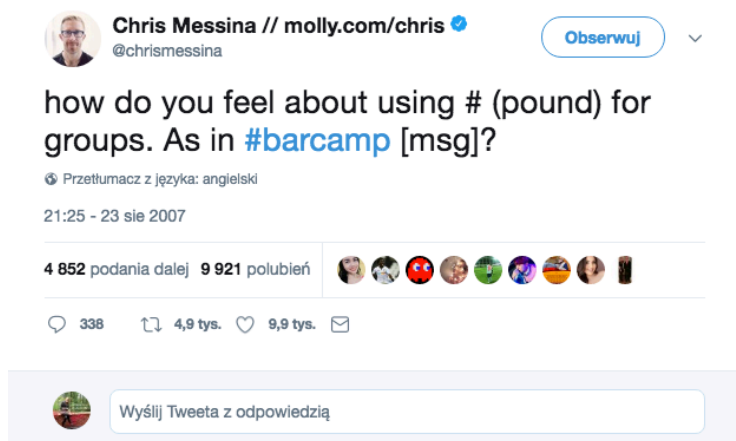 Chris Messina // molly.com/chris
@chrismessina
Obserwuj
how do you feel about using # (pound) for
groups. As in #barcamp [msg]?
Przetłumacz z języka: angielski
21:25 - 23 sie 2007
4 852 podania dalej 9 921 polubień
338 4,9 tys. 9,9 tys.
Wyślij Tweeta z odpowiedzią